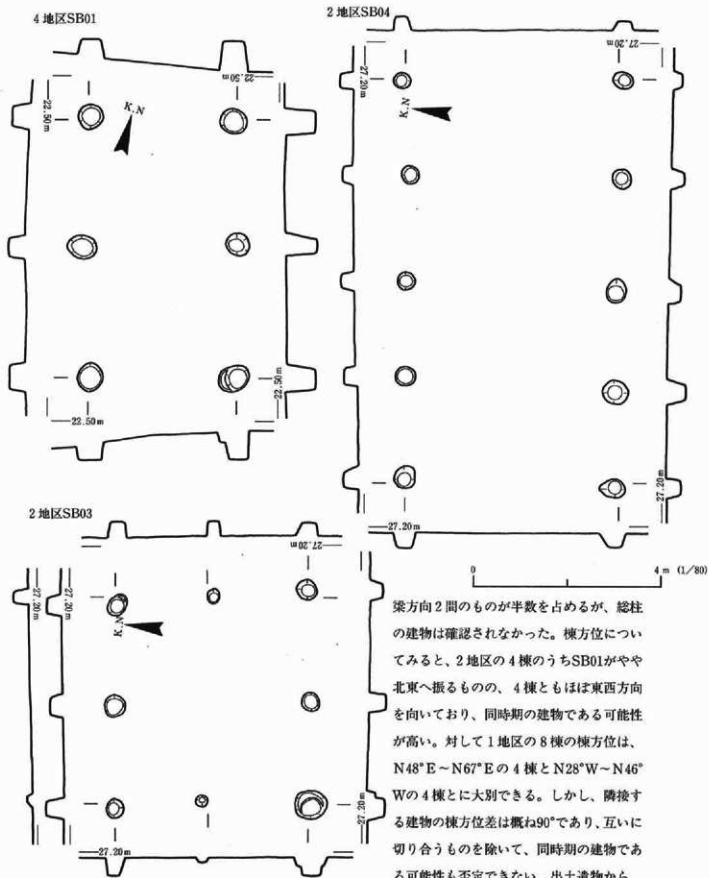 4地区SB01
22.50m
22.50m
K.N
22.50m
22.50m
2地区SB04
27.20m
27.20m
K.N
27.20m
27.20m
2地区SB03
27.20m
27.20m
27.20m
K.N
27.20m
27.20m
0 4 m (1/80)
梁方向2間のものが半数を占めるが、総柱
の建物は確認されなかった。棟方位につい
てみると、2地区の4棟のうちSB01がやや
北東へ振るものの、4棟ともほぼ東西方向
を向いており、同時期の建物である可能性
が高い。対して1地区の8棟の棟方位は、
N48°E～N67°Eの4棟とN28°W～N46°
Wの4棟とに大別できる。しかし、隣接す
る建物の棟方位差は概ね90°であり、互いに
切り合うものを除いて、同時期の建物であ
る可能性も否定できない。出土遺物から、